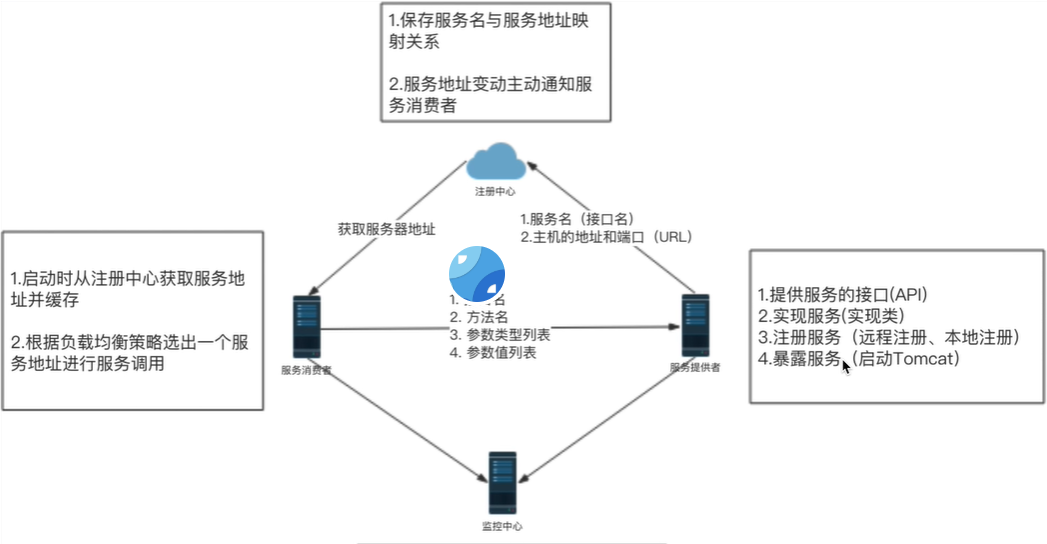 1.保存服务名与服务地址映
射关系
2.服务地址变动主动通知服
务消费者
注册中心
获取服务器地址
1.服务名（接口名）
2.主机的地址和端口（URL）
1.启动时从注册中心获取服务地
址并缓存
2.根据负载均衡策略选出一个服
务地址进行服务调用
1. 名
2. 方法名
3. 参数类型列表
4. 参数值列表
服务消费者
服务提供者
1.提供服务的接口(API)
2.实现服务(实现类)
3.注册服务（远程注册、本地注册）
4.暴露服务（启动Tomcat）
监控中心